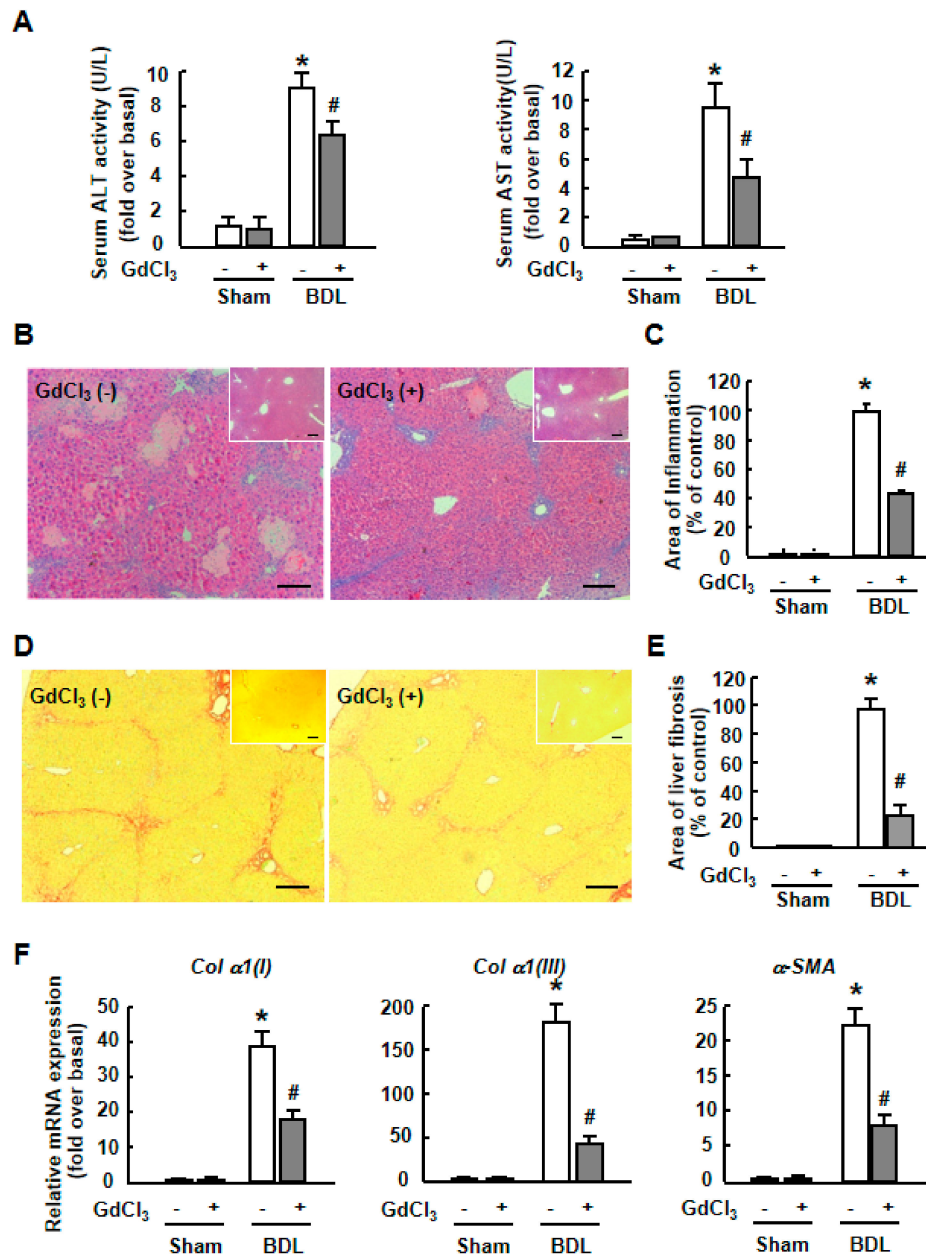 A
Serum ALT activity (U/L)
(fold over basal)
10
8
6
4
2
0
*
#
GdCl3
- + - +
Sham BDL
Serum AST activity(U/L)
(fold over basal)
12
10
8
6
4
2
0
*
#
GdCl3
- + - +
Sham BDL
B
GdCl3 (-)
GdCl3 (+)
C
Area of Inflammation
(% of control)
120
100
80
60
40
20
0
*
#
GdCl3
- + - +
Sham BDL
D
GdCl3 (-)
GdCl3 (+)
E
Area of liver fibrosis
(% of control)
120
100
80
60
40
20
0
*
#
GdCl3
- + - +
Sham BDL
F
Relative mRNA expression
(fold over basal)
Col α1(I)
50
40
30
20
10
0
*
#
GdCl3
- + - +
Sham BDL
Col α1(III)
200
150
100
50
0
*
#
GdCl3
- + - +
Sham BDL
α-SMA
25
20
15
10
5
0
*
#
GdCl3
- + - +
Sham BDL